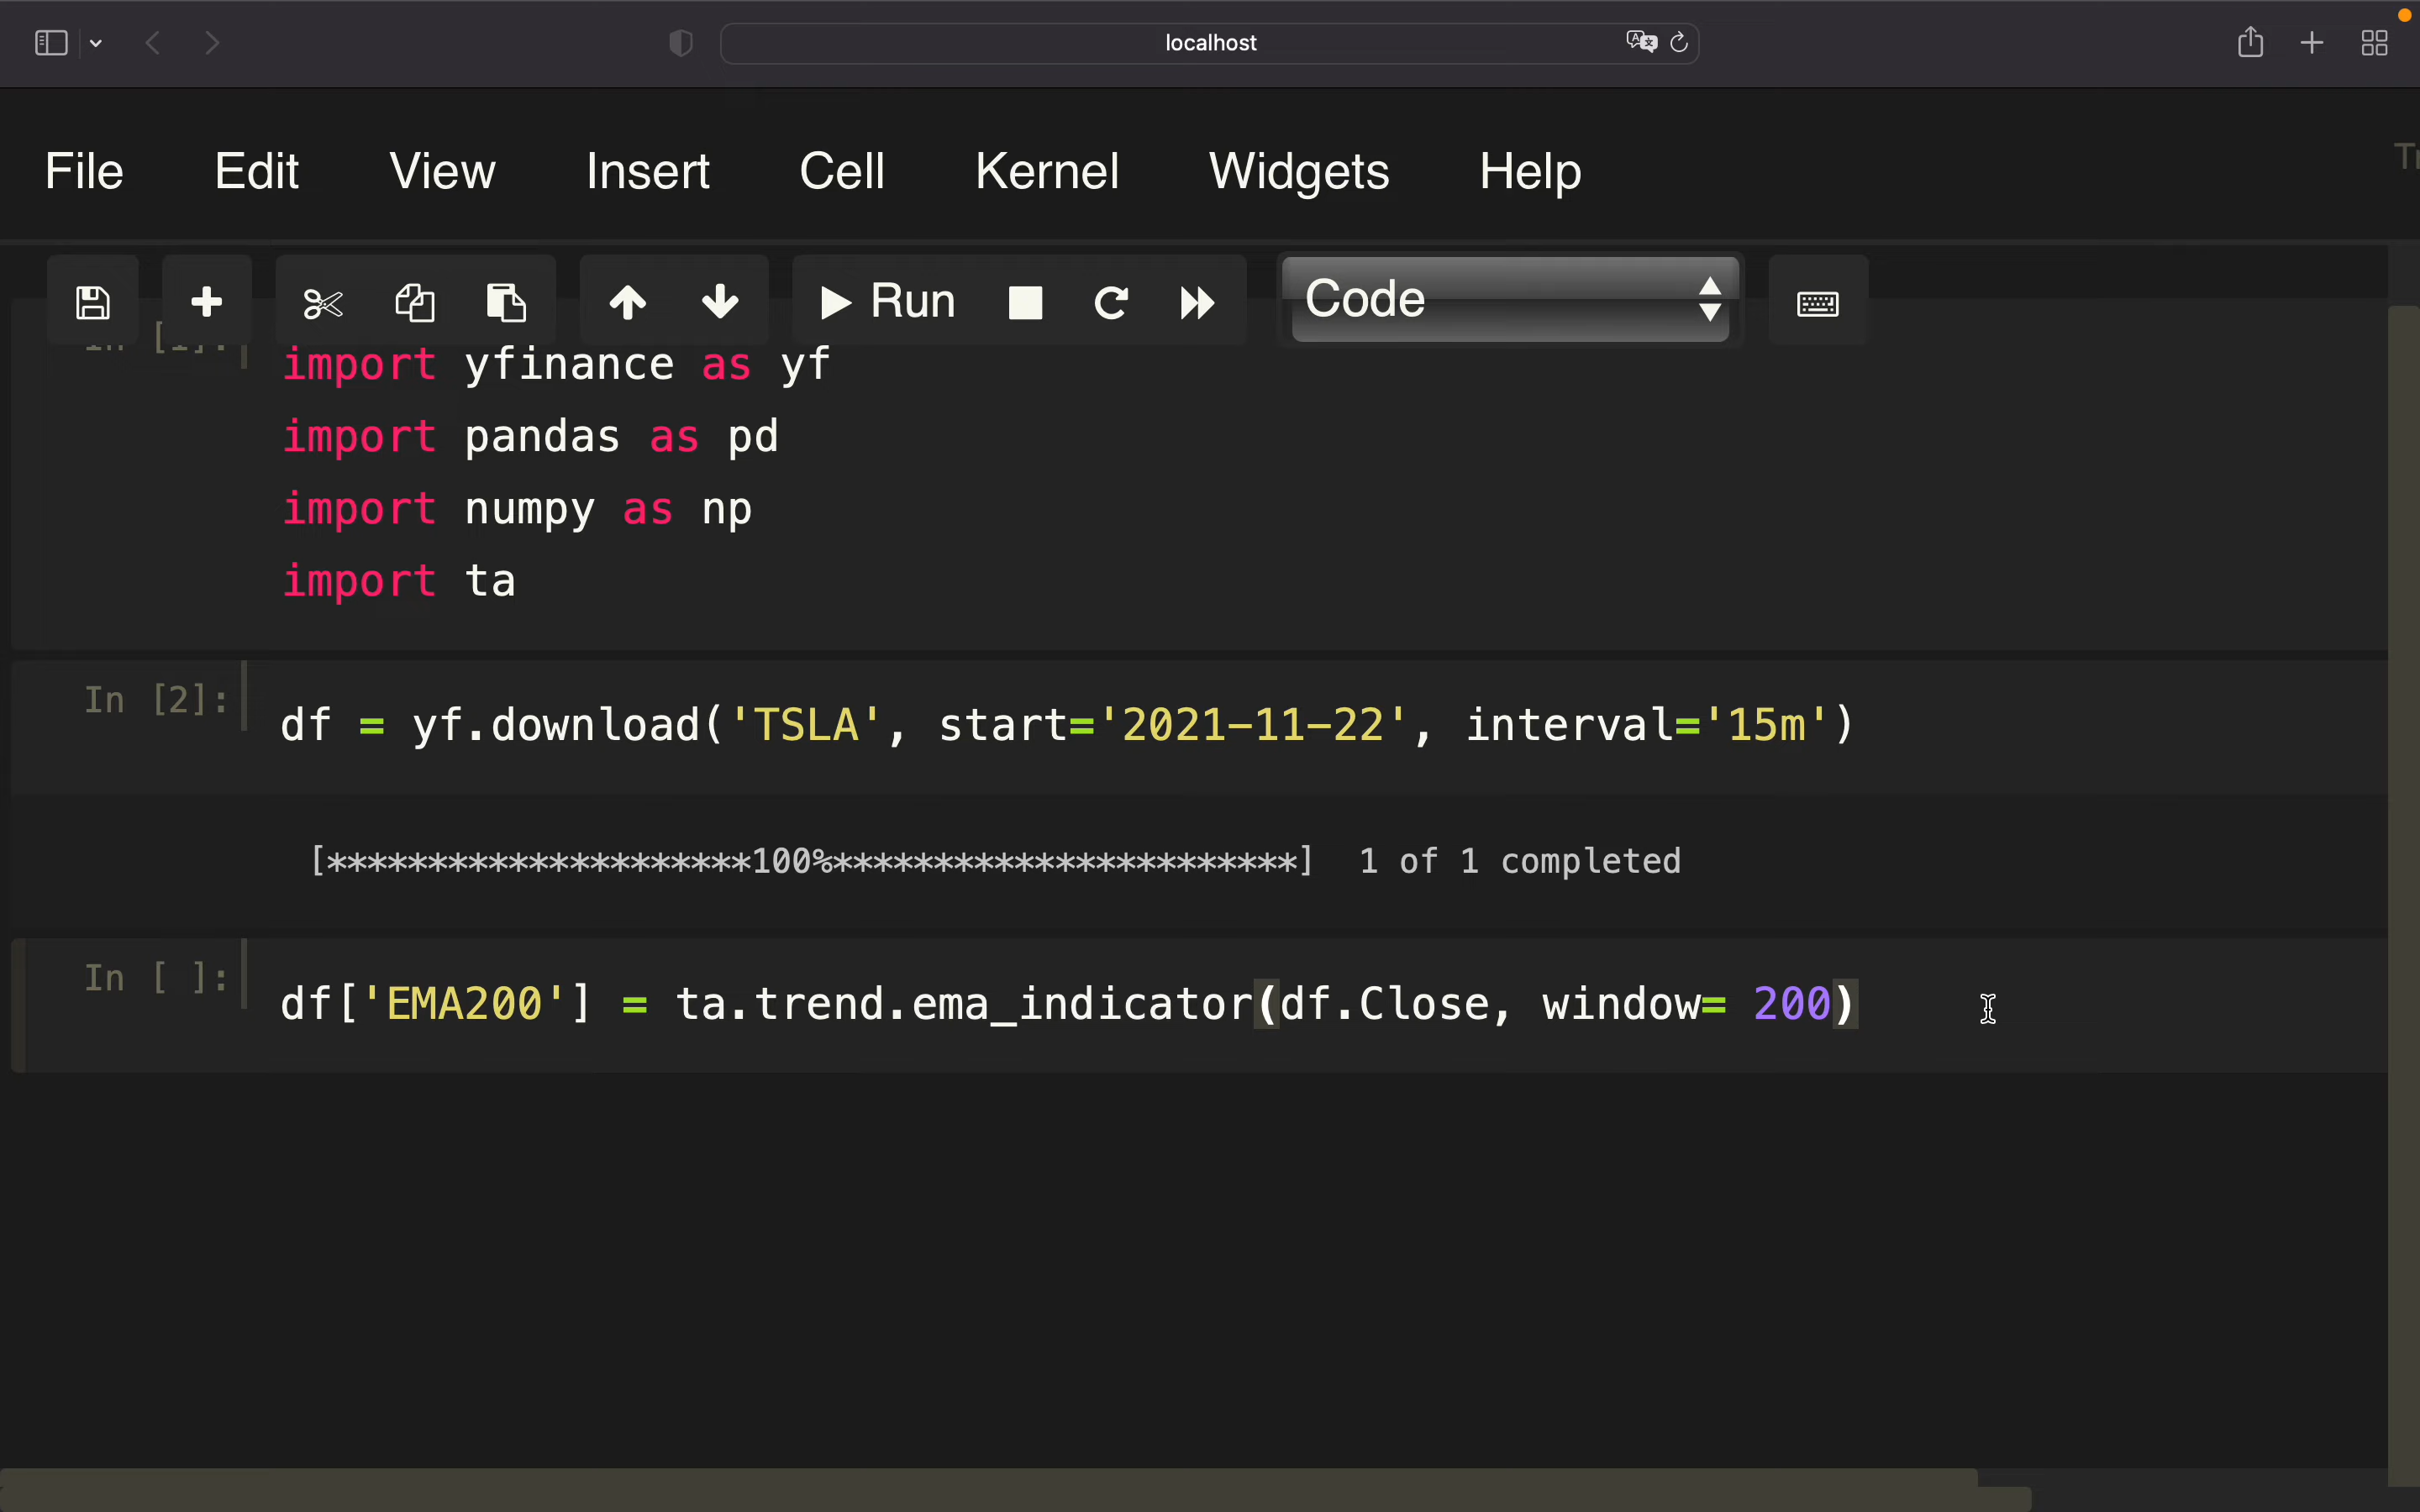 localhost
File Edit View Insert Cell Kernel Widgets Help
Run Code
In [1]:
import yfinance as yf
import pandas as pd
import numpy as np
import ta
In [2]:
df = yf.download('TSLA', start='2021-11-22', interval='15m')
[*********************100%***********************] 1 of 1 completed
In [ ]:
df['EMA200'] = ta.trend.ema_indicator(df.Close, window= 200)